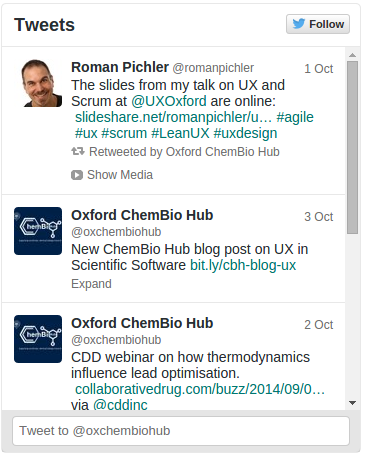 Tweets
Follow
Roman Pichler @romanpichler 1 Oct
The slides from my talk on UX and
Scrum at @UXOxford are online:
slideshare.net/romanpichler/u… #agile
#ux #scrum #LeanUX #uxdesign
Retweeted by Oxford ChemBio Hub
Show Media
Oxford ChemBio Hub 3 Oct
@oxchembiohub
New ChemBio Hub blog post on UX in
Scientific Software bit.ly/cbh-blog-ux
Expand
Oxford ChemBio Hub 2 Oct
@oxchembiohub
CDD webinar on how thermodynamics
influence lead optimisation.
collaborativedrug.com/buzz/2014/09/0…
via @cddinc
Tweet to @oxchembiohub